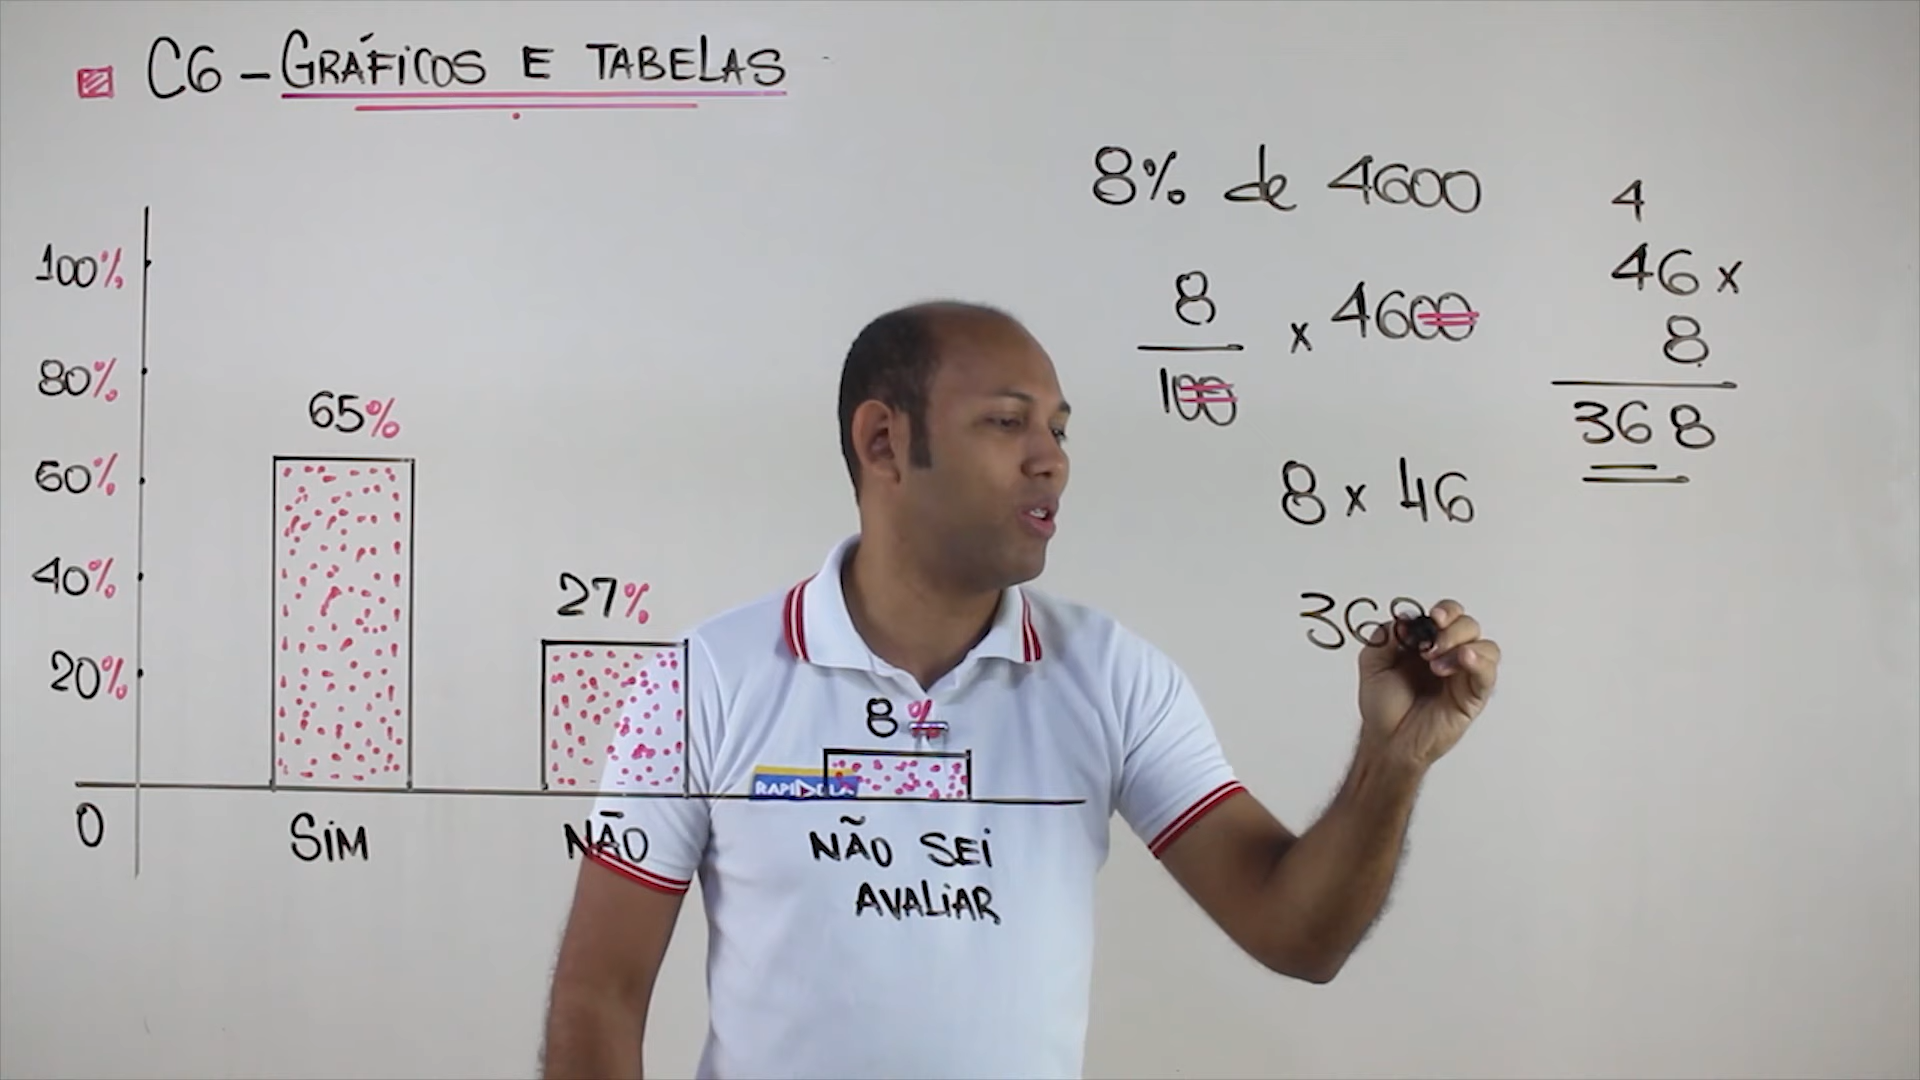 C6 - GRÁFICOS E TABELAS
100%
80%
60%
40%
20%
0
65%
27%
8%
SIM
NÃO
NÃO SEI
AVALIAR
8% de 4600
8
100
x 4600
8 x 46
368
4
46 x
8
368